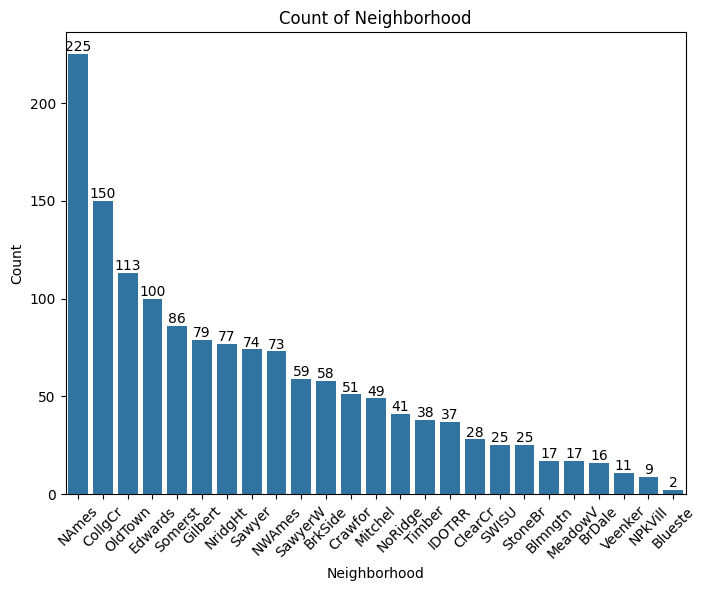 Count of Neighborhood
Count
200
150
100
50
0
225
150
113
100
86
79
77
74
73
59
58
51
49
41
38
37
28
25
25
17
17
16
11
9
2
NAmes
CollgCr
OldTown
Edwards
Somerst
Gilbert
NridgHt
Sawyer
NWAmes
SawyerW
BrkSide
Crawfor
Mitchel
NoRidge
Timber
IDOTRR
ClearCr
SWISU
StoneBr
Blmngtn
MeadowV
BrDale
Veenker
NPkVill
Blueste
Neighborhood